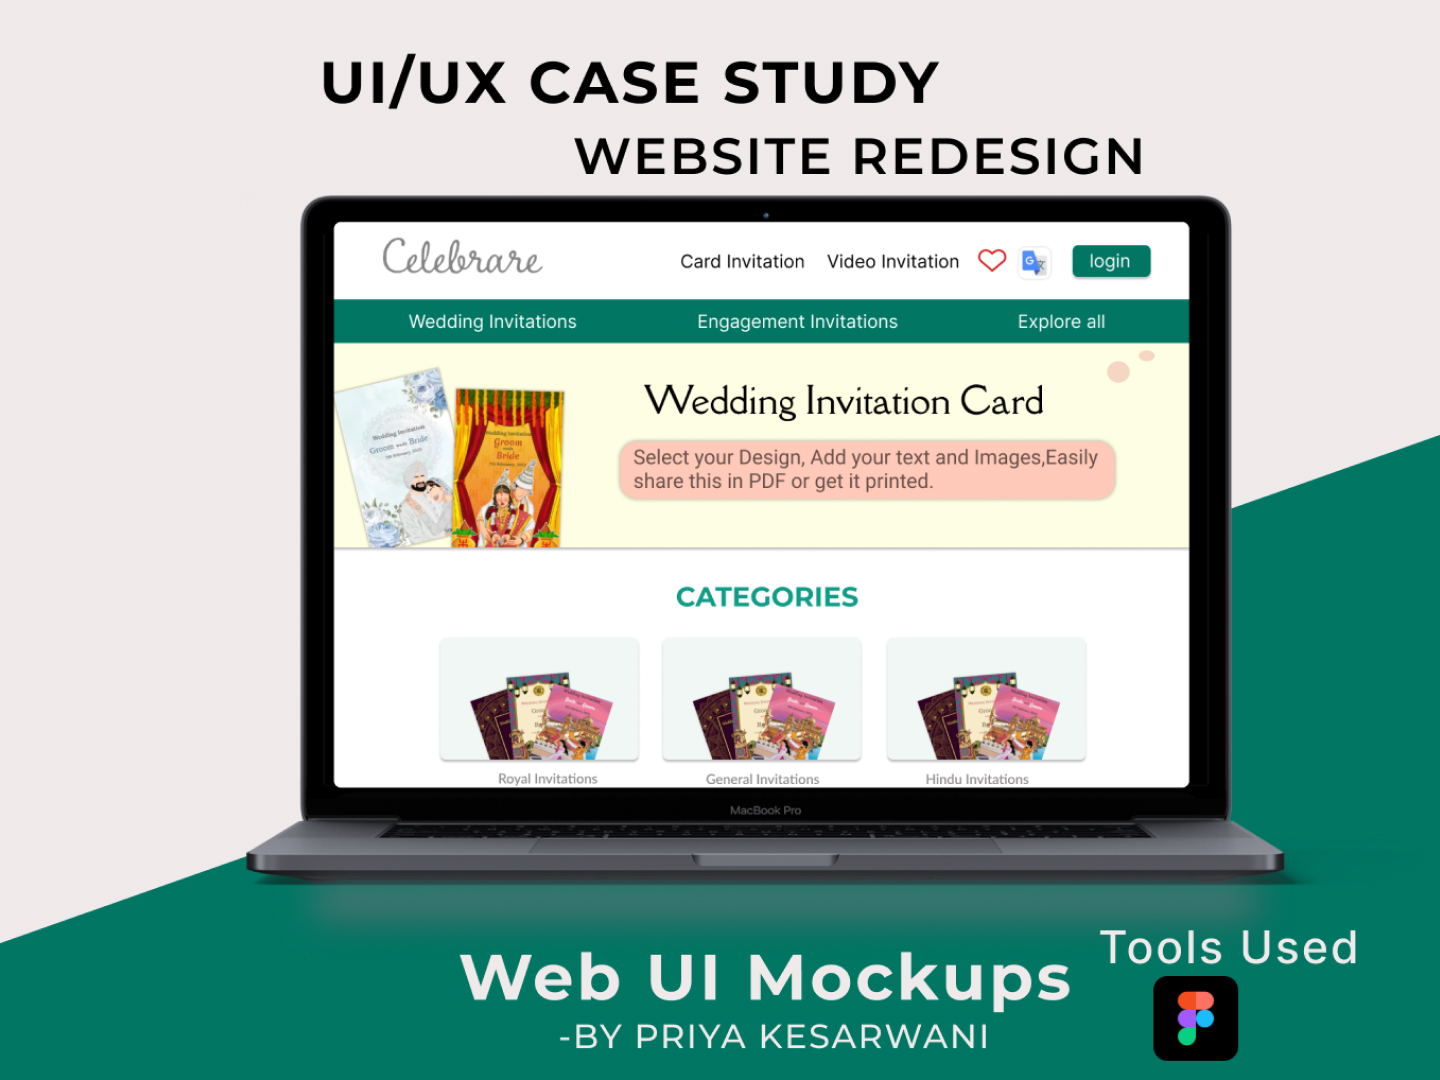 UI/UX CASE STUDY
WEBSITE REDESIGN
Celebrare
Card Invitation
Video Invitation
G
login
Wedding Invitations
Engagement Invitations
Explore all
Wedding Invitation
Groom with Bride
Wedding Invitation
Groom
with
Bride
Wedding Invitation Card
Select your Design, Add your text and Images,Easily
share this in PDF or get it printed.
CATEGORIES
Royal Invitations
General Invitations
Hindu Invitations
MacBook Pro
Web UI Mockups
-BY PRIYA KESARWANI
Tools Used